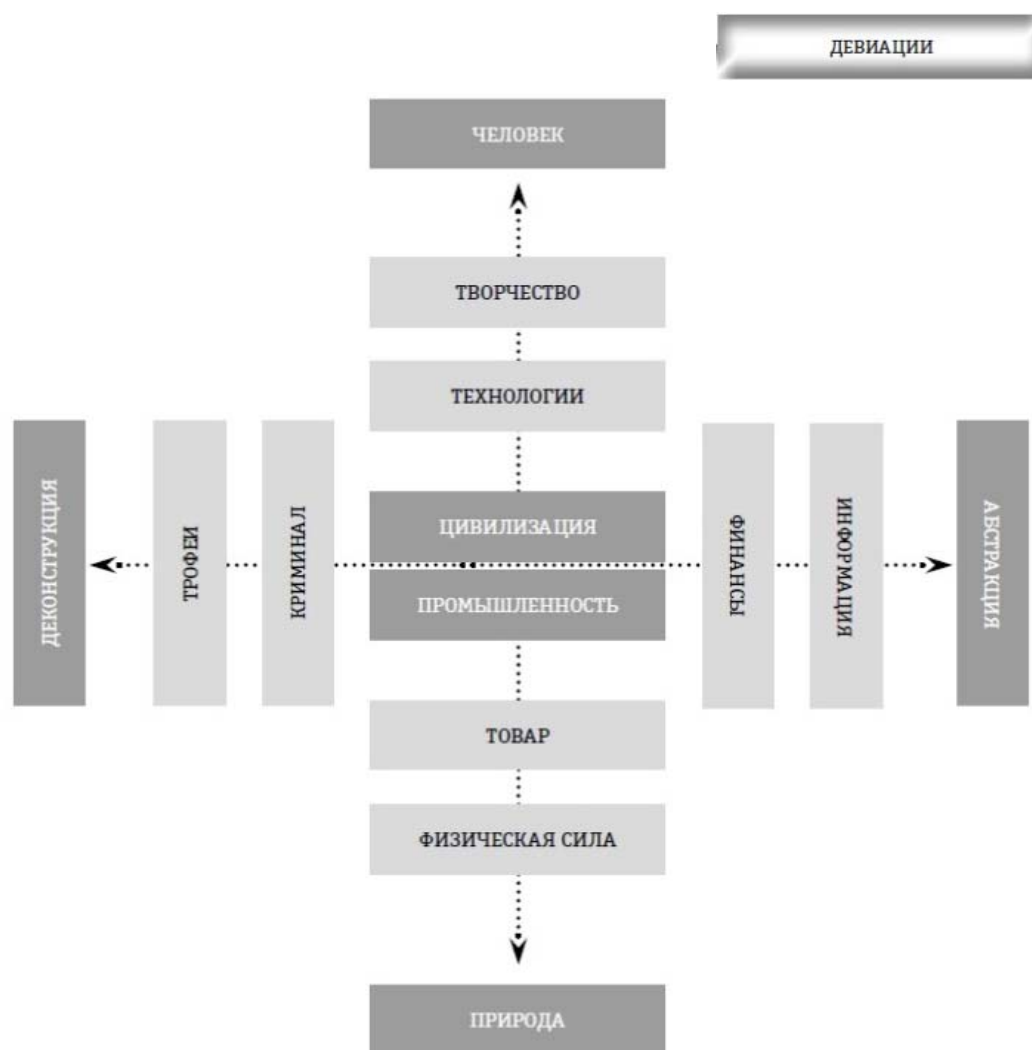 ДЕВИАЦИИ
ЧЕЛОВЕК
ТВОРЧЕСТВО
ТЕХНОЛОГИИ
ДЕКОНСТРУКЦИЯ
ТРОФЕИ
КРИМИНАЛ
ЦИВИЛИЗАЦИЯ
ПРОМЫШЛЕННОСТЬ
ФИНАНСЫ
ИНФОРМАЦИЯ
АБСТРАКЦИЯ
ТОВАР
ФИЗИЧЕСКАЯ СИЛА
ПРИРОДА